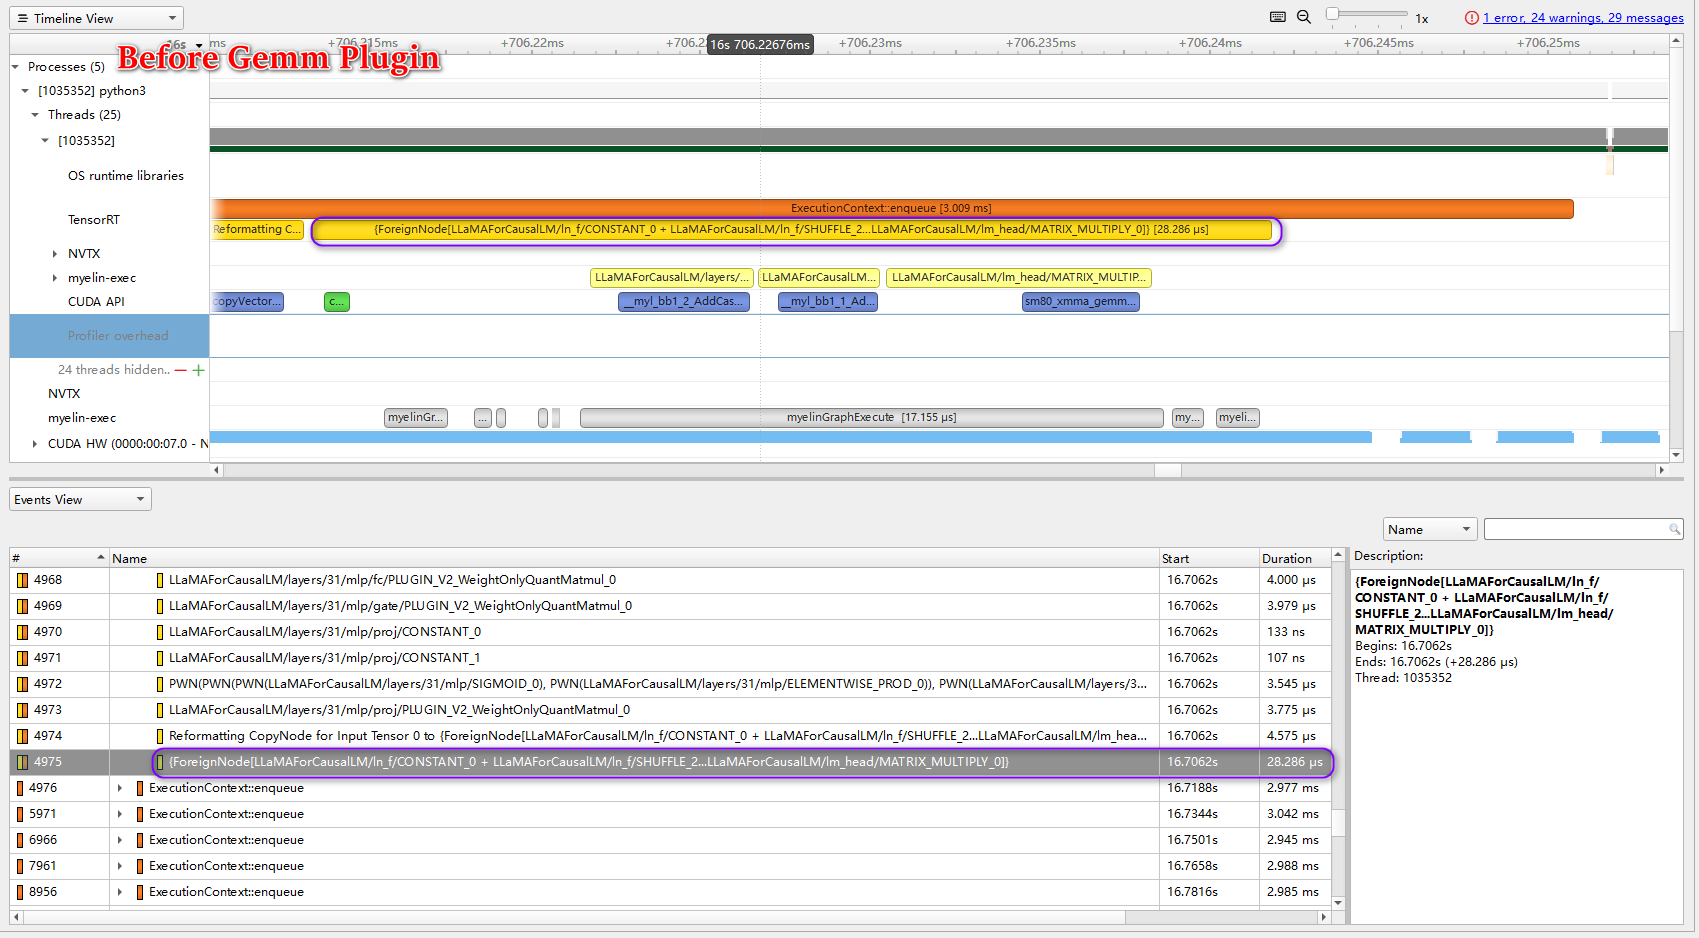 Timeline View
1x
1 error, 24 warnings, 29 messages
16s
ms
+706.215ms
+706.22ms
16s 706.22676ms
+706.23ms
+706.235ms
+706.24ms
+706.245ms
+706.25ms
Before Gemm Plugin
Processes (5)
[1035352] python3
Threads (25)
[1035352]
OS runtime libraries
TensorRT
ExecutionContext::enqueue [3.009 ms]
Reformatting C...
{ForeignNode[LLaMAForCausalLM/ln_f/CONSTANT_0 + LLaMAForCausalLM/ln_f/SHUFFLE_2...LLaMAForCausalLM/lm_head/MATRIX_MULTIPLY_0]} [28.286 µs]
NVTX
myelin-exec
LLaMAForCausalLM/layers/...
LLaMAForCausalLM...
LLaMAForCausalLM/lm_head/MATRIX_MULTIP...
CUDA API
copyVector...
c...
__myl_bb1_2_AddCas...
__myl_bb1_1_Ad...
sm80_xmma_gemm...
Profiler overhead
24 threads hidden..
NVTX
myelin-exec
myelinGr...
...
myelinGraphExecute [17.155 µs]
my...
myeli...
CUDA HW (0000:00:07.0 - N
Events View
Name
# Name Start Duration
Description:
4968 LLaMAForCausalLM/layers/31/mlp/fc/PLUGIN_V2_WeightOnlyQuantMatmul_0 16.7062s 4.000 µs
4969 LLaMAForCausalLM/layers/31/mlp/gate/PLUGIN_V2_WeightOnlyQuantMatmul_0 16.7062s 3.979 µs
4970 LLaMAForCausalLM/layers/31/mlp/proj/CONSTANT_0 16.7062s 133 ns
4971 LLaMAForCausalLM/layers/31/mlp/proj/CONSTANT_1 16.7062s 107 ns
4972 PWN(PWN(PWN(LLaMAForCausalLM/layers/31/mlp/SIGMOID_0), PWN(LLaMAForCausalLM/layers/31/mlp/ELEMENTWISE_PROD_0)), PWN(LLaMAForCausalLM/layers/3... 16.7062s 3.545 µs
4973 LLaMAForCausalLM/layers/31/mlp/proj/PLUGIN_V2_WeightOnlyQuantMatmul_0 16.7062s 3.775 µs
4974 Reformatting CopyNode for Input Tensor 0 to {ForeignNode[LLaMAForCausalLM/ln_f/CONSTANT_0 + LLaMAForCausalLM/ln_f/SHUFFLE_2...LLaMAForCausalLM/lm_hea... 16.7062s 4.575 µs
4975 {ForeignNode[LLaMAForCausalLM/ln_f/CONSTANT_0 + LLaMAForCausalLM/ln_f/SHUFFLE_2...LLaMAForCausalLM/lm_head/MATRIX_MULTIPLY_0]} 16.7062s 28.286 µs
4976 ExecutionContext::enqueue 16.7188s 2.977 ms
5971 ExecutionContext::enqueue 16.7344s 3.042 ms
6966 ExecutionContext::enqueue 16.7501s 2.945 ms
7961 ExecutionContext::enqueue 16.7658s 2.988 ms
8956 ExecutionContext::enqueue 16.7816s 2.985 ms
{ForeignNode[LLaMAForCausalLM/ln_f/
CONSTANT_0 + LLaMAForCausalLM/ln_f/
SHUFFLE_2...LLaMAForCausalLM/lm_head/
MATRIX_MULTIPLY_0]}
Begins: 16.7062s
Ends: 16.7062s (+28.286 µs)
Thread: 1035352